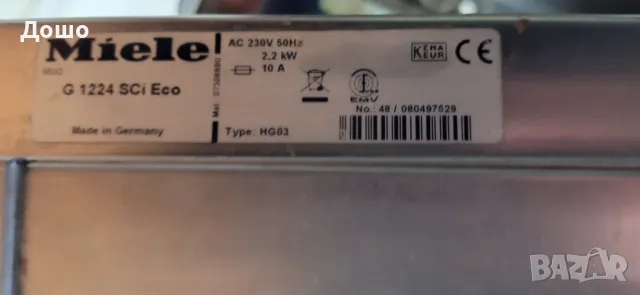 Дошо
Miele
AC 230V 50Hz
2,2 kW
10 A
KEMA
KEUR
CE
G 1224 SCi Eco
EMV
No.: 48 / 080497529
Made in Germany
Type: HG03
BAZAR